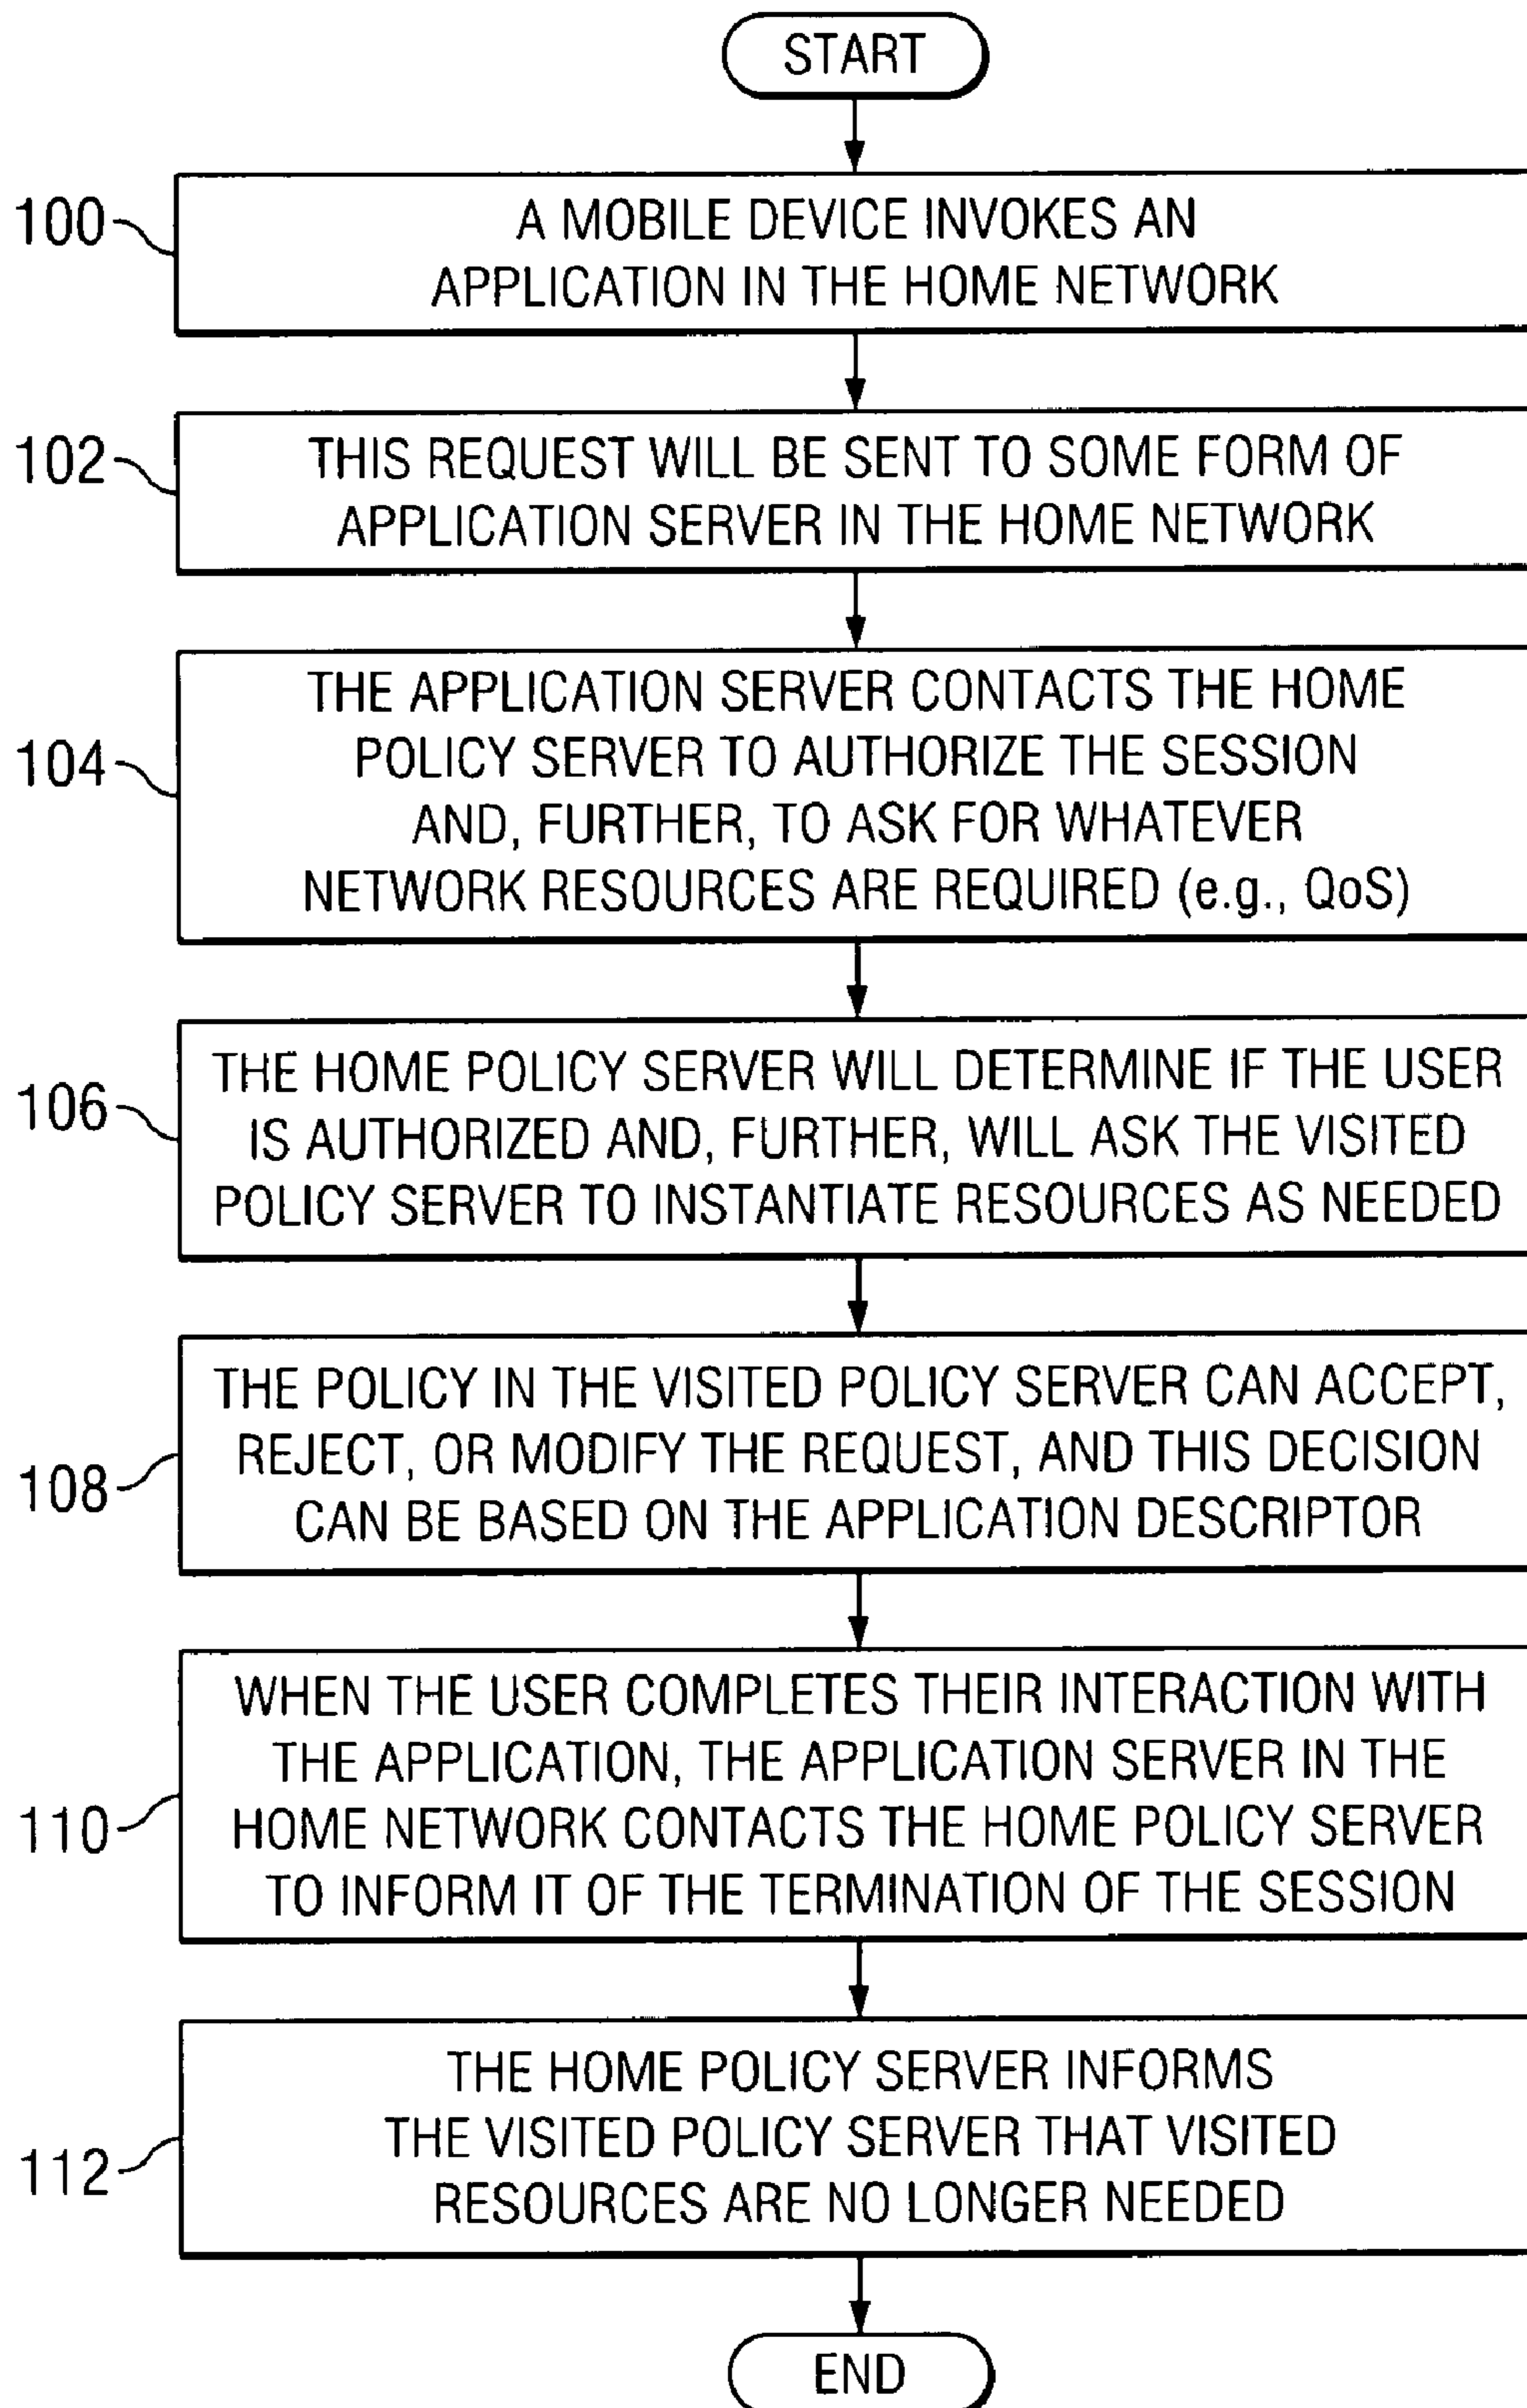 START
100
A MOBILE DEVICE INVOKES AN
APPLICATION IN THE HOME NETWORK
102
THIS REQUEST WILL BE SENT TO SOME FORM OF
APPLICATION SERVER IN THE HOME NETWORK
104
THE APPLICATION SERVER CONTACTS THE HOME
POLICY SERVER TO AUTHORIZE THE SESSION
AND, FURTHER, TO ASK FOR WHATEVER
NETWORK RESOURCES ARE REQUIRED (e.g., QoS)
106
THE HOME POLICY SERVER WILL DETERMINE IF THE USER
IS AUTHORIZED AND, FURTHER, WILL ASK THE VISITED
POLICY SERVER TO INSTANTIATE RESOURCES AS NEEDED
108
THE POLICY IN THE VISITED POLICY SERVER CAN ACCEPT,
REJECT, OR MODIFY THE REQUEST, AND THIS DECISION
CAN BE BASED ON THE APPLICATION DESCRIPTOR
110
WHEN THE USER COMPLETES THEIR INTERACTION WITH
THE APPLICATION, THE APPLICATION SERVER IN THE
HOME NETWORK CONTACTS THE HOME POLICY SERVER
TO INFORM IT OF THE TERMINATION OF THE SESSION
112
THE HOME POLICY SERVER INFORMS
THE VISITED POLICY SERVER THAT VISITED
RESOURCES ARE NO LONGER NEEDED
END